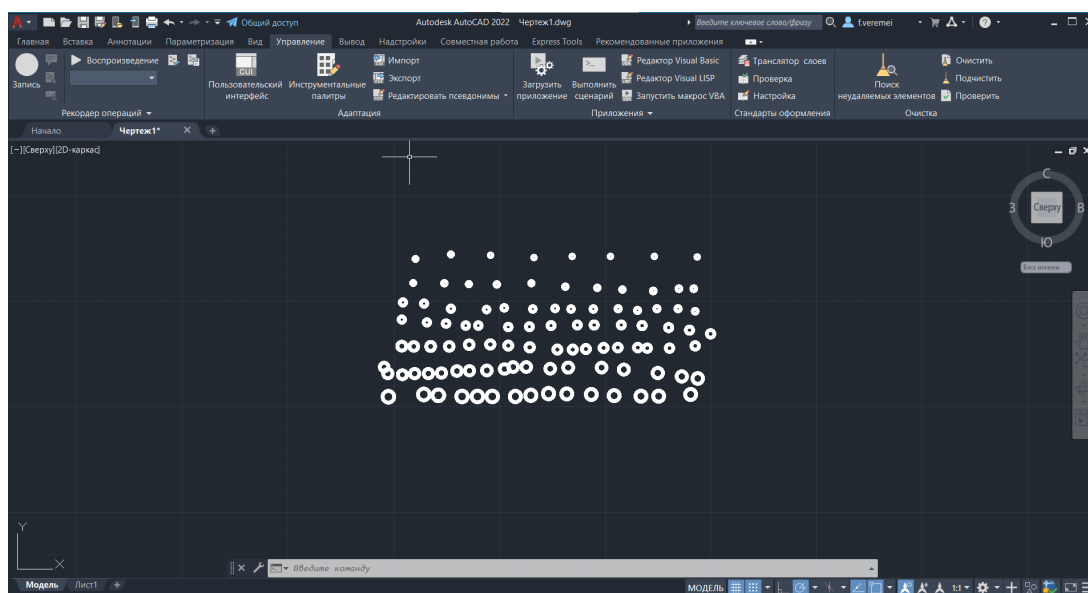 Общий доступ Autodesk AutoCAD 2022 Чертеж1.dwg Введите ключевое слово/фразу f.veremei
Главная Вставка Аннотации Параметризация Вид Управление Вывод Надстройки Совместная работа Express Tools Рекомендованные приложения
Запись
Воспроизведение
CUI
Пользовательский интерфейс
Инструментальные палитры
Импорт
Экспорт
Редактировать псевдонимы
Загрузить приложение
Выполнить сценарий
Редактор Visual Basic
Редактор Visual LISP
Запустить макрос VBA
Транслятор слоев
Проверка
Настройка
Поиск неудаляемых элементов
Очистить
Подчистить
Проверить
Рекордер операций Адаптация Приложения Стандарты оформления Очистка
Начало Чертеж1* +
[−][Сверху][2D-каркас]
С
З Сверху В
Ю
Без имени
Y
X
Введите команду
Модель Лист1 +
МОДЕЛЬ 1:1